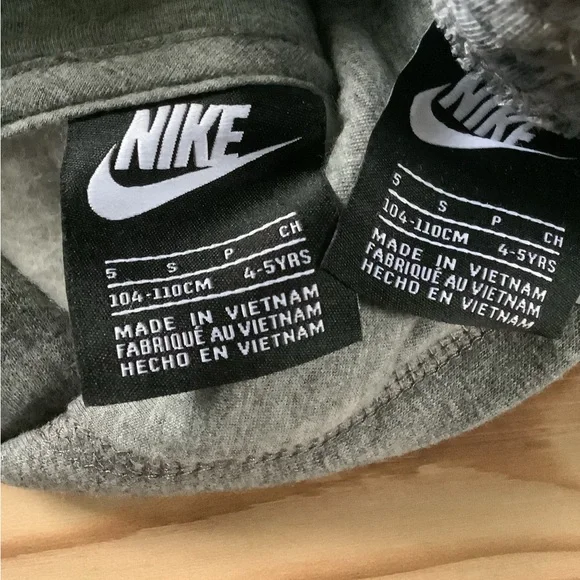 NIKE
5 S P CH
104-110CM 4-5YRS
MADE IN VIETNAM
FABRIQUÉ AU VIETNAM
HECHO EN VIETNAM
NIKE
5 S P CH
104-110CM 4-5YRS
MADE IN VIETNAM
FABRIQUÉ AU VIETNAM
HECHO EN VIETNAM